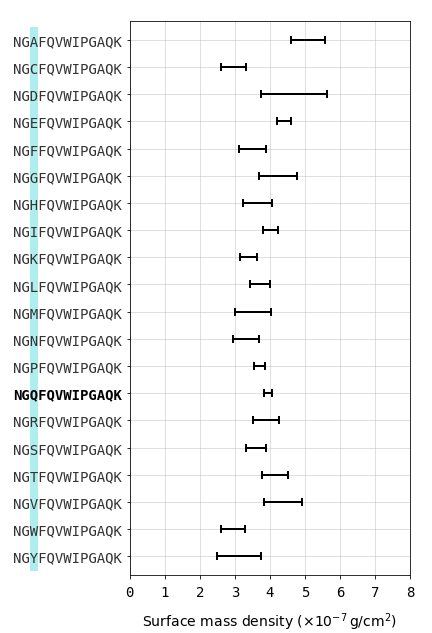 NGAFQVWIPGAQK
NGCFQVWIPGAQK
NGDFQVWIPGAQK
NGEFQVWIPGAQK
NGFFQVWIPGAQK
NGGFQVWIPGAQK
NGHFQVWIPGAQK
NGIFQVWIPGAQK
NGKFQVWIPGAQK
NGLFQVWIPGAQK
NGMFQVWIPGAQK
NGNFQVWIPGAQK
NGPFQVWIPGAQK
NGQFQVWIPGAQK
NGRFQVWIPGAQK
NGSFQVWIPGAQK
NGTFQVWIPGAQK
NGVFQVWIPGAQK
NGWFQVWIPGAQK
NGYFQVWIPGAQK
0 1 2 3 4 5 6 7 8
Surface mass density (×10⁻⁷ g/cm²)